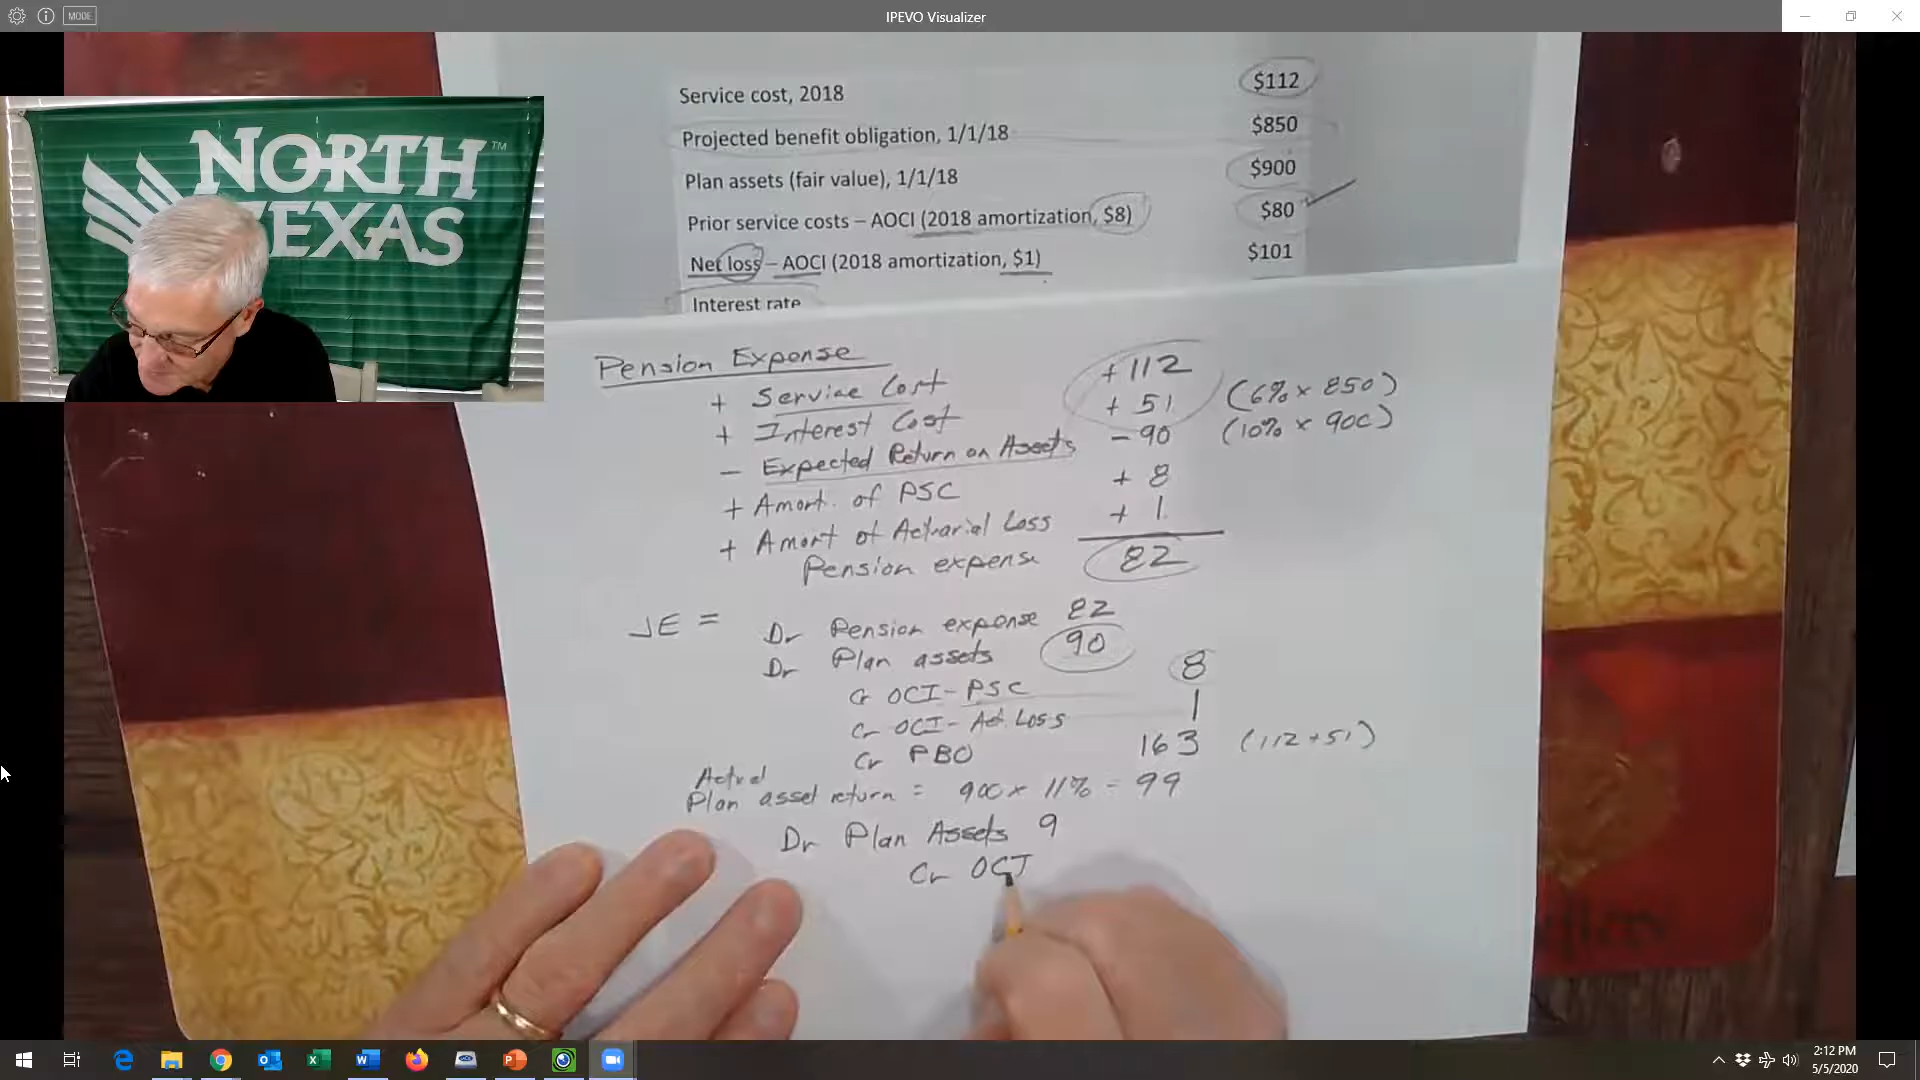 MODE
IPEVO Visualizer
NORTH
TEXAS
TM
Service cost, 2018 $112
Projected benefit obligation, 1/1/18 $850
Plan assets (fair value), 1/1/18 $900
Prior service costs – AOCI (2018 amortization, $8) $80
Net loss – AOCI (2018 amortization, $1) $101
Interest rate
Pension Expense
+ Service Cost + 112
+ Interest Cost + 51 (6% x 850)
- Expected Return on Assets - 90 (10% x 900)
+ Amort. of PSC + 8
+ Amort of Actuarial Loss + 1
Pension expense 82
JE =
Dr Pension expense 82
Dr Plan assets 90
Cr OCI - PSC 8
Cr OCI - Act. Loss 1
Cr PBO 163 (112 + 51)
Actual
Plan asset return = 900 x 11% = 99
Dr Plan Assets 9
Cr OCI
2:12 PM
5/5/2020